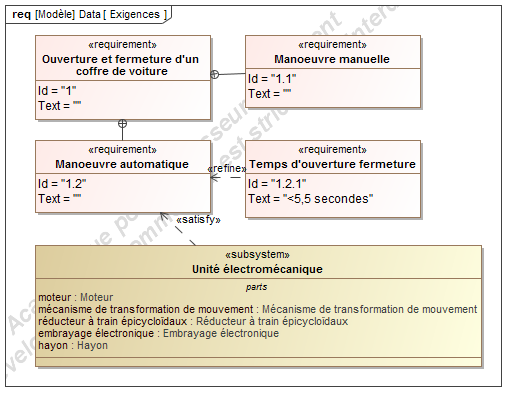 req [Modèle] Data [ Exigences ]
«requirement»
Ouverture et fermeture d'un
coffre de voiture
Id = "1"
Text = ""
«requirement»
Manoeuvre manuelle
Id = "1.1"
Text = ""
«requirement»
Manoeuvre automatique
Id = "1.2"
Text = ""
«refine»
«requirement»
Temps d'ouverture fermeture
Id = "1.2.1"
Text = "<5,5 secondes"
«satisfy»
«subsystem»
Unité électromécanique
parts
moteur : Moteur
mécanisme de transformation de mouvement : Mécanisme de transformation de mouvement
réducteur à train épicycloïdaux : Réducteur à train épicycloïdaux
embrayage électronique : Embrayage électronique
hayon : Hayon